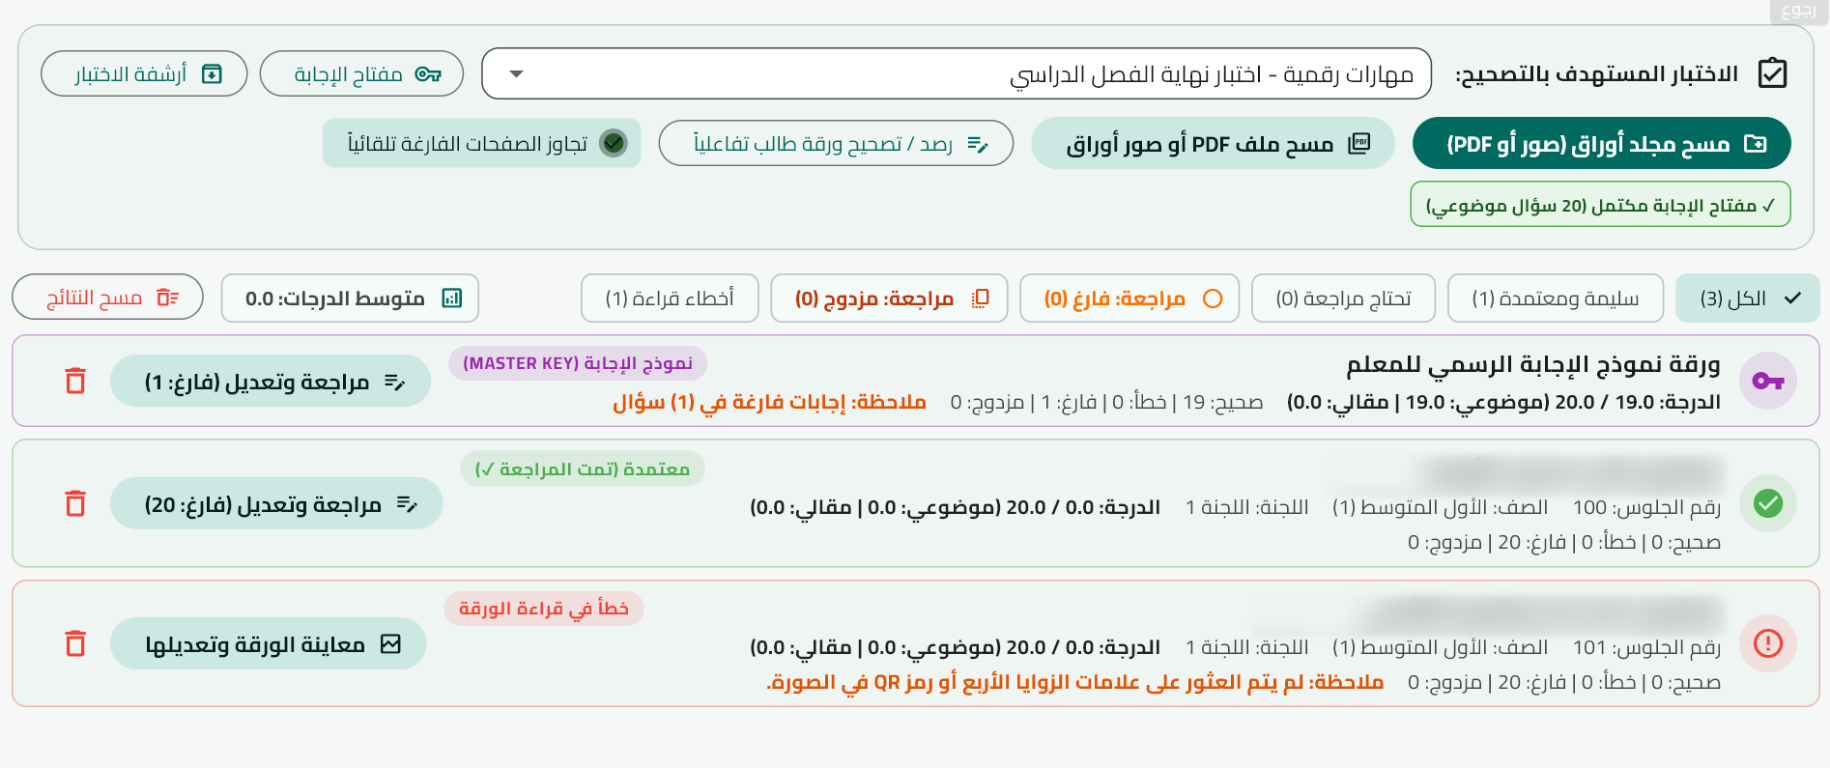 رجوع
الاختبار المستهدف بالتصحيح: مهارات رقمية - اختبار نهاية الفصل الدراسي مفتاح الإجابة أرشفة الاختبار
مسح مجلد أوراق (صور أو PDF) مسح ملف PDF أو صور أوراق رصد / تصحيح ورقة طالب تفاعلياً تجاوز الصفحات الفارغة تلقائياً
✓ مفتاح الإجابة مكتمل (20 سؤال موضوعي)
الكل (3) سليمة ومعتمدة (1) تحتاج مراجعة (0) مراجعة: فارغ (0) مراجعة: مزدوج (0) أخطاء قراءة (1) متوسط الدرجات: 0.0 مسح النتائج
ورقة نموذج الإجابة الرسمي للمعلم نموذج الإجابة (MASTER KEY)
الدرجة: 19.0 / 20.0 (موضوعي: 19.0 | مقالي: 0.0) صحيح: 19 | خطأ: 0 | فارغ: 1 | مزدوج: 0 ملاحظة: إجابات فارغة في (1) سؤال
مراجعة وتعديل (فارغ: 1)
معتمدة (تمت المراجعة ✓)
رقم الجلوس: 100 الصف: الأول المتوسط (1) اللجنة: اللجنة 1 الدرجة: 0.0 / 20.0 (موضوعي: 0.0 | مقالي: 0.0)
صحيح: 0 | خطأ: 0 | فارغ: 20 | مزدوج: 0
مراجعة وتعديل (فارغ: 20)
خطأ في قراءة الورقة
رقم الجلوس: 101 الصف: الأول المتوسط (1) اللجنة: اللجنة 1 الدرجة: 0.0 / 20.0 (موضوعي: 0.0 | مقالي: 0.0)
صحيح: 0 | خطأ: 0 | فارغ: 20 | مزدوج: 0 ملاحظة: لم يتم العثور على علامات الزوايا الأربع أو رمز QR في الصورة.
معاينة الورقة وتعديلها